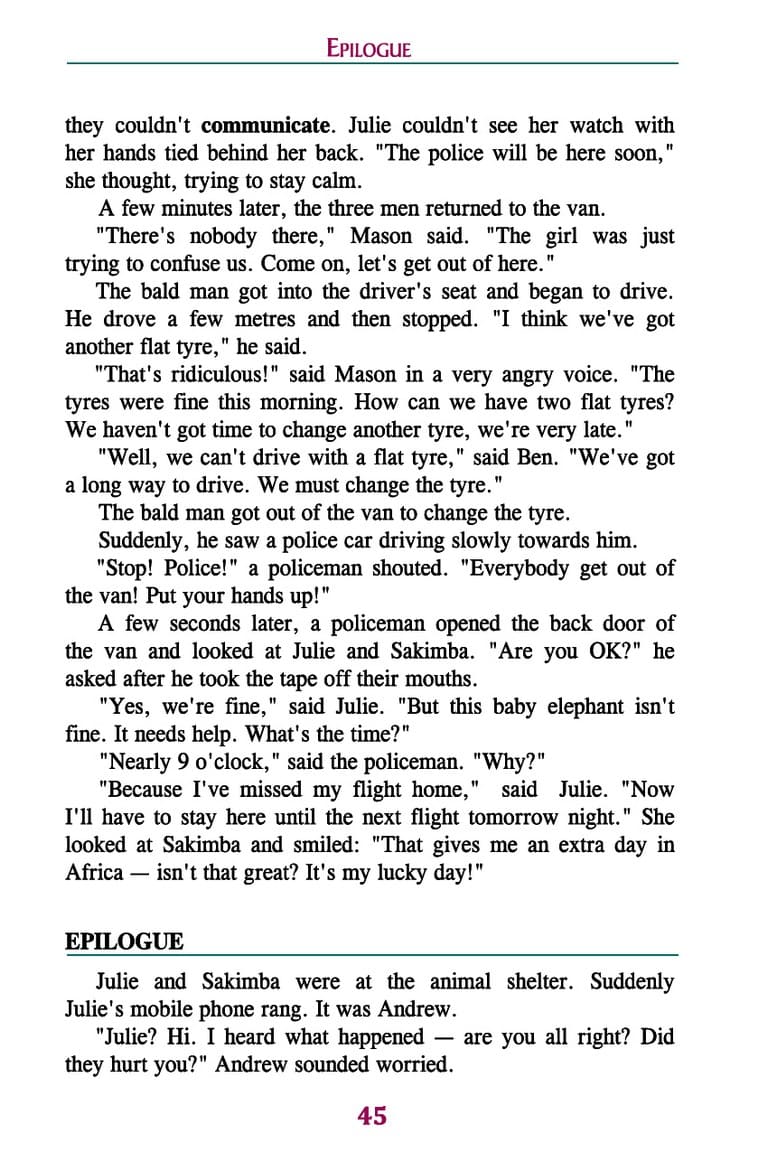 EPILOGUE
they couldn't communicate. Julie couldn't see her watch with
her hands tied behind her back. "The police will be here soon,"
she thought, trying to stay calm.
A few minutes later, the three men returned to the van.
"There's nobody there," Mason said. "The girl was just
trying to confuse us. Come on, let's get out of here."
The bald man got into the driver's seat and began to drive.
He drove a few metres and then stopped. "I think we've got
another flat tyre," he said.
"That's ridiculous!" said Mason in a very angry voice. "The
tyres were fine this morning. How can we have two flat tyres?
We haven't got time to change another tyre, we're very late."
"Well, we can't drive with a flat tyre," said Ben. "We've got
a long way to drive. We must change the tyre."
The bald man got out of the van to change the tyre.
Suddenly, he saw a police car driving slowly towards him.
"Stop! Police!" a policeman shouted. "Everybody get out of
the van! Put your hands up!"
A few seconds later, a policeman opened the back door of
the van and looked at Julie and Sakimba. "Are you OK?" he
asked after he took the tape off their mouths.
"Yes, we're fine," said Julie. "But this baby elephant isn't
fine. It needs help. What's the time?"
"Nearly 9 o'clock," said the policeman. "Why?"
"Because I've missed my flight home," said Julie. "Now
I'll have to stay here until the next flight tomorrow night." She
looked at Sakimba and smiled: "That gives me an extra day in
Africa — isn't that great? It's my lucky day!"
EPILOGUE
Julie and Sakimba were at the animal shelter. Suddenly
Julie's mobile phone rang. It was Andrew.
"Julie? Hi. I heard what happened — are you all right? Did
they hurt you?" Andrew sounded worried.
45